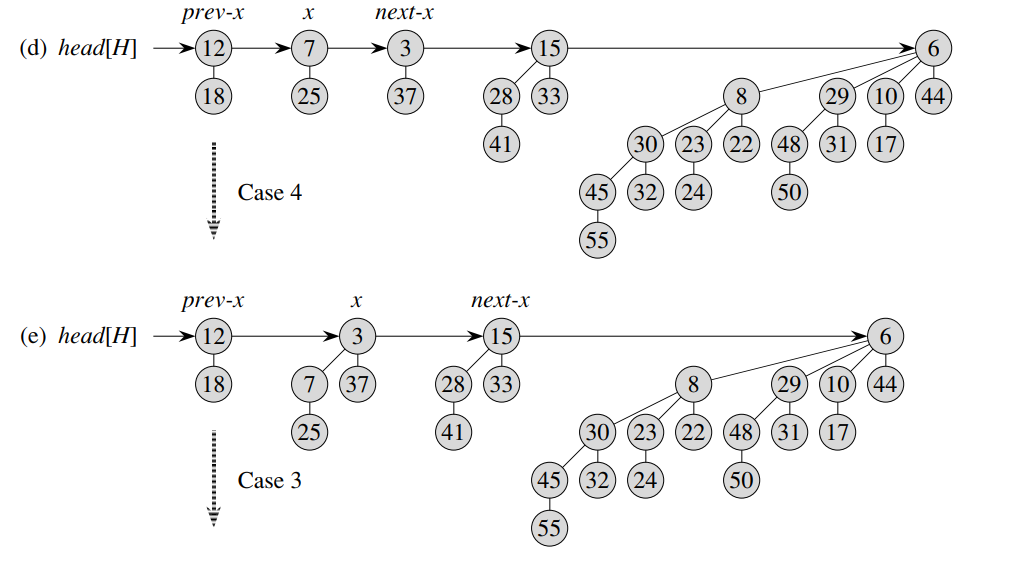 prev-x x next-x
(d) head[H] 12 7 3 15 6
18 25 37 28 33 8 29 10 44
41 30 23 22 48 31 17
Case 4 45 32 24 50
55
prev-x x next-x
(e) head[H] 12 3 15 6
18 7 37 28 33 8 29 10 44
25 41 30 23 22 48 31 17
Case 3 45 32 24 50
55